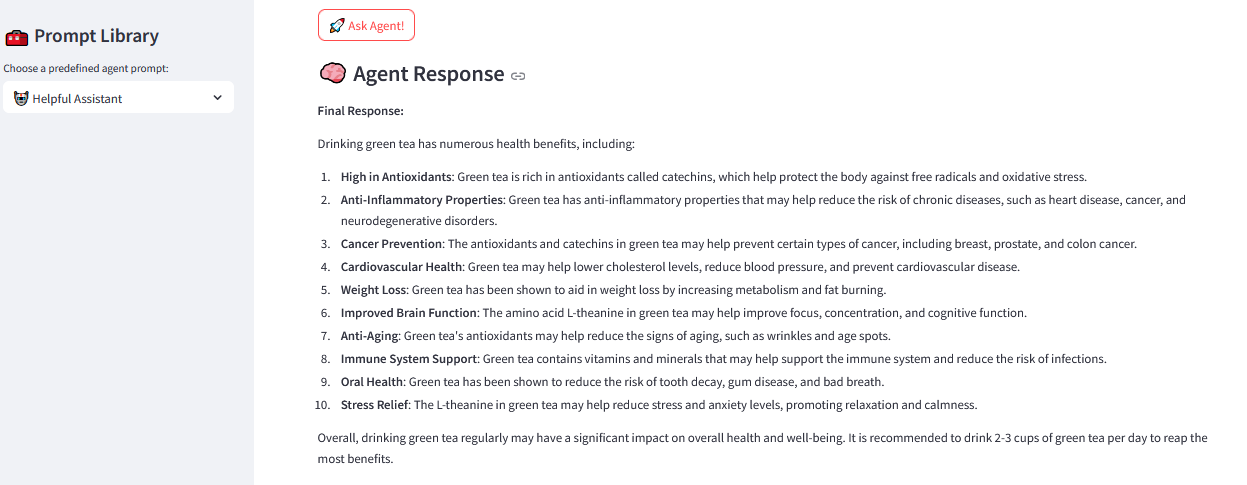 Prompt Library
Choose a predefined agent prompt:
Helpful Assistant
Ask Agent!
Agent Response
Final Response:
Drinking green tea has numerous health benefits, including:
1. High in Antioxidants: Green tea is rich in antioxidants called catechins, which help protect the body against free radicals and oxidative stress.
2. Anti-Inflammatory Properties: Green tea has anti-inflammatory properties that may help reduce the risk of chronic diseases, such as heart disease, cancer, and
neurodegenerative disorders.
3. Cancer Prevention: The antioxidants and catechins in green tea may help prevent certain types of cancer, including breast, prostate, and colon cancer.
4. Cardiovascular Health: Green tea may help lower cholesterol levels, reduce blood pressure, and prevent cardiovascular disease.
5. Weight Loss: Green tea has been shown to aid in weight loss by increasing metabolism and fat burning.
6. Improved Brain Function: The amino acid L-theanine in green tea may help improve focus, concentration, and cognitive function.
7. Anti-Aging: Green tea's antioxidants may help reduce the signs of aging, such as wrinkles and age spots.
8. Immune System Support: Green tea contains vitamins and minerals that may help support the immune system and reduce the risk of infections.
9. Oral Health: Green tea has been shown to reduce the risk of tooth decay, gum disease, and bad breath.
10. Stress Relief: The L-theanine in green tea may help reduce stress and anxiety levels, promoting relaxation and calmness.
Overall, drinking green tea regularly may have a significant impact on overall health and well-being. It is recommended to drink 2-3 cups of green tea per day to reap the
most benefits.